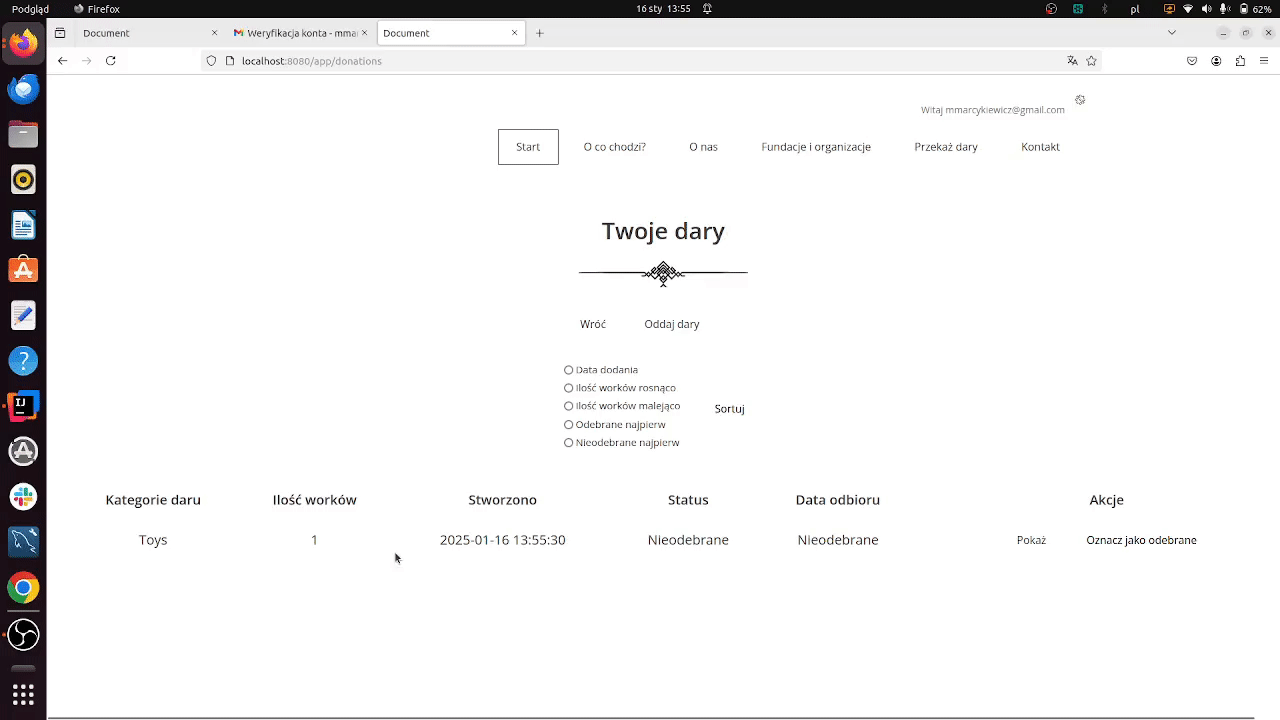 Podgląd Firefox 16 sty 13:55 pl 62%
Document Weryfikacja konta - mma Document
localhost:8080/app/donations
Witaj mmarcykiewicz@gmail.com
Start O co chodzi? O nas Fundacje i organizacje Przekaż dary Kontakt
Twoje dary
Wróć Oddaj dary
Data dodania
Ilość worków rosnąco
Ilość worków malejąco
Sortuj
Odebrane najpierw
Nieodebrane najpierw
Kategorie daru Ilość worków Stworzono Status Data odbioru Akcje
Toys 1 2025-01-16 13:55:30 Nieodebrane Nieodebrane Pokaż Oznacz jako odebrane